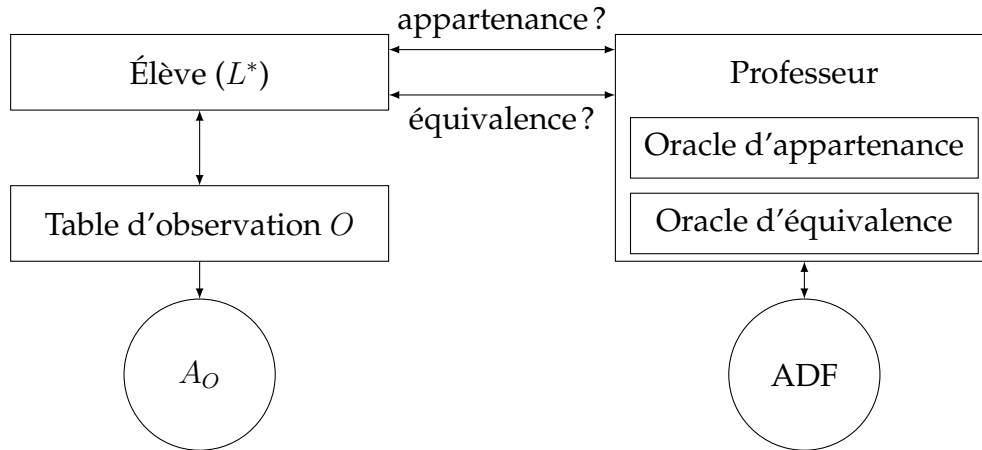 appartenance ?
Élève (L*)
Professeur
équivalence ?
Oracle d'appartenance
Table d'observation O
Oracle d'équivalence
A_O
ADF